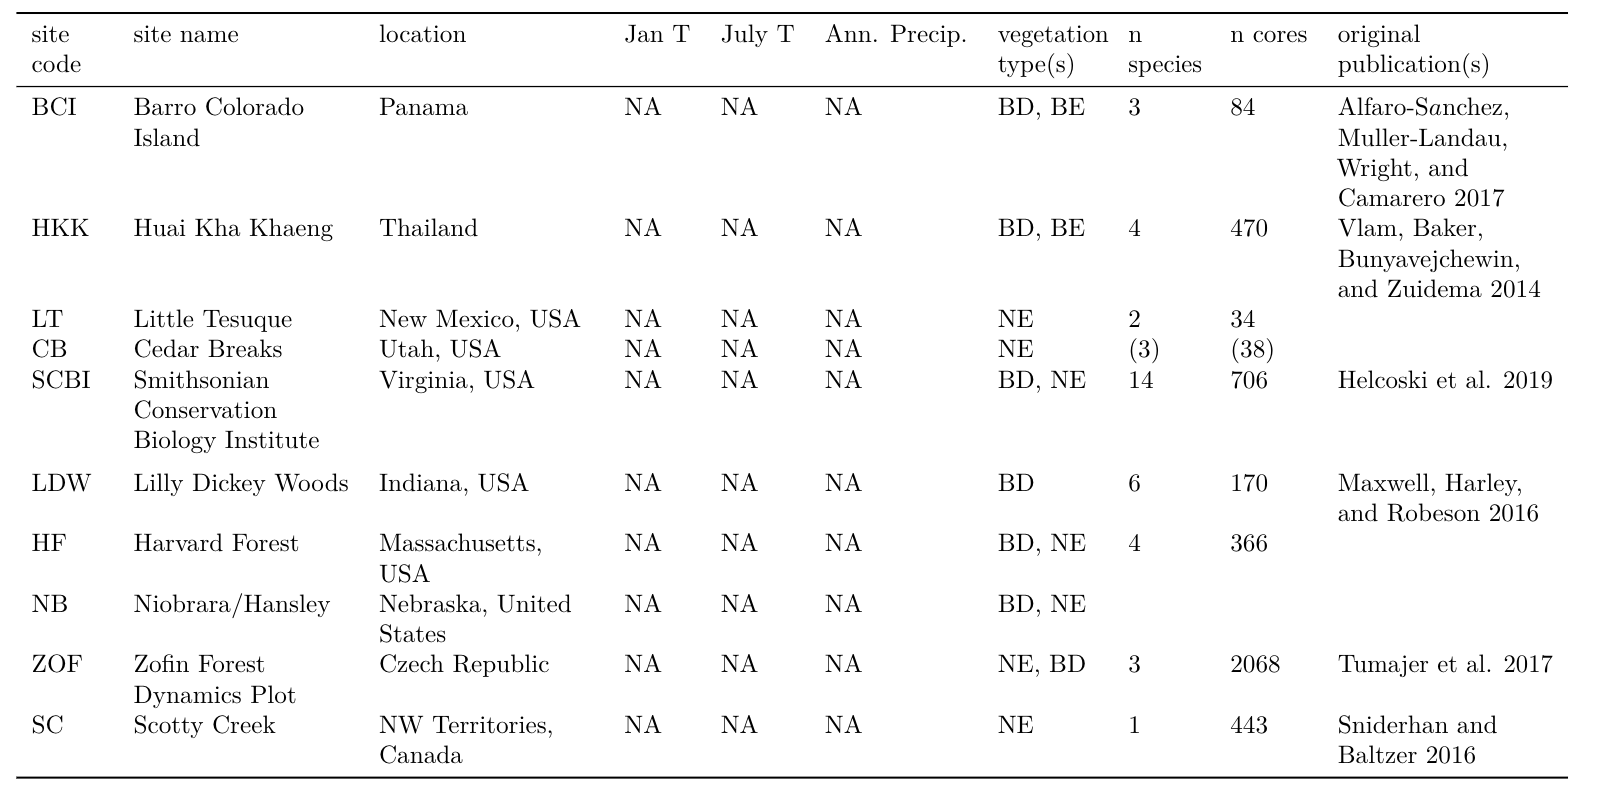 site site name location Jan T July T Ann. Precip. vegetation n n cores original
code type(s) species publication(s)
BCI Barro Colorado Panama NA NA NA BD, BE 3 84 Alfaro-Sanchez,
Island Muller-Landau,
Wright, and
Camarero 2017
HKK Huai Kha Khaeng Thailand NA NA NA BD, BE 4 470 Vlam, Baker,
Bunyavejchewin,
and Zuidema 2014
LT Little Tesuque New Mexico, USA NA NA NA NE 2 34
CB Cedar Breaks Utah, USA NA NA NA NE (3) (38)
SCBI Smithsonian Virginia, USA NA NA NA BD, NE 14 706 Helcoski et al. 2019
Conservation
Biology Institute
LDW Lilly Dickey Woods Indiana, USA NA NA NA BD 6 170 Maxwell, Harley,
and Robeson 2016
HF Harvard Forest Massachusetts, NA NA NA BD, NE 4 366
USA
NB Niobrara/Hansley Nebraska, United NA NA NA BD, NE
States
ZOF Zofin Forest Czech Republic NA NA NA NE, BD 3 2068 Tumajer et al. 2017
Dynamics Plot
SC Scotty Creek NW Territories, NA NA NA NE 1 443 Sniderhan and
Canada Baltzer 2016